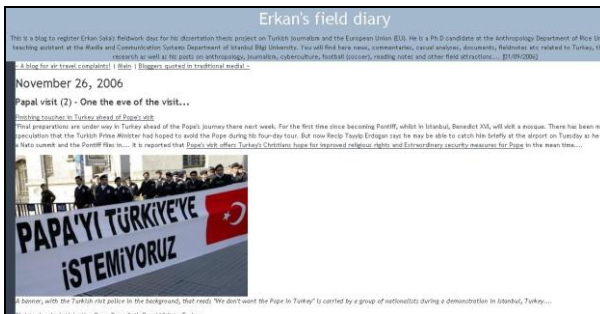 Erkan's field diary
This is a blog to register Erkan Saka's fieldwork days for his dissertation thesis project on Turkish journalism and the European Union (EU). He is a Ph.D candidate at the Anthropology Department of Rice Un
teaching assistant at the Media and Communication Systems Department of Istanbul Bilgi University. You will find here news, commentaries, casual analyses, documents, fieldnotes etc related to Turkey, t
research as well as his posts on anthropology, journalism, cyberculture, football (soccer), reading notes and other field attractions.... [01/09/2006]
« A blog for air travel complaints! | Main | Bloggers quoted in traditional media! »
November 26, 2006
Papal visit (2) - One the eve of the visit...
Finishing touches in Turkey ahead of Pope's visit
"Final preparations are under way in Turkey ahead of the Pope's journey there next week. For the first time since becoming Pontiff, whilst in Istanbul, Benedict XVI, will visit a mosque. There has been m
speculation that the Turkish Prime Minister had hoped to avoid the Pope during his four-day tour. But now Recip Tayyip Erdogan says he may be able to catch him briefly at the airport on Tuesday as he
a Nato summit and the Pontiff flies in.... It is reported that Pope's visit offers Turkey's Christians hope for improved religious rights and Extraordinary security measures for Pope in the mean time....
PAPA'YI TÜRKİYE'YE
İSTEMİYORUZ
A banner, with the Turkish riot police in the background, that reads "We don't want the Pope in Turkey" is carried by a group of nationalists during a demonstration in Istanbul, Turkey....